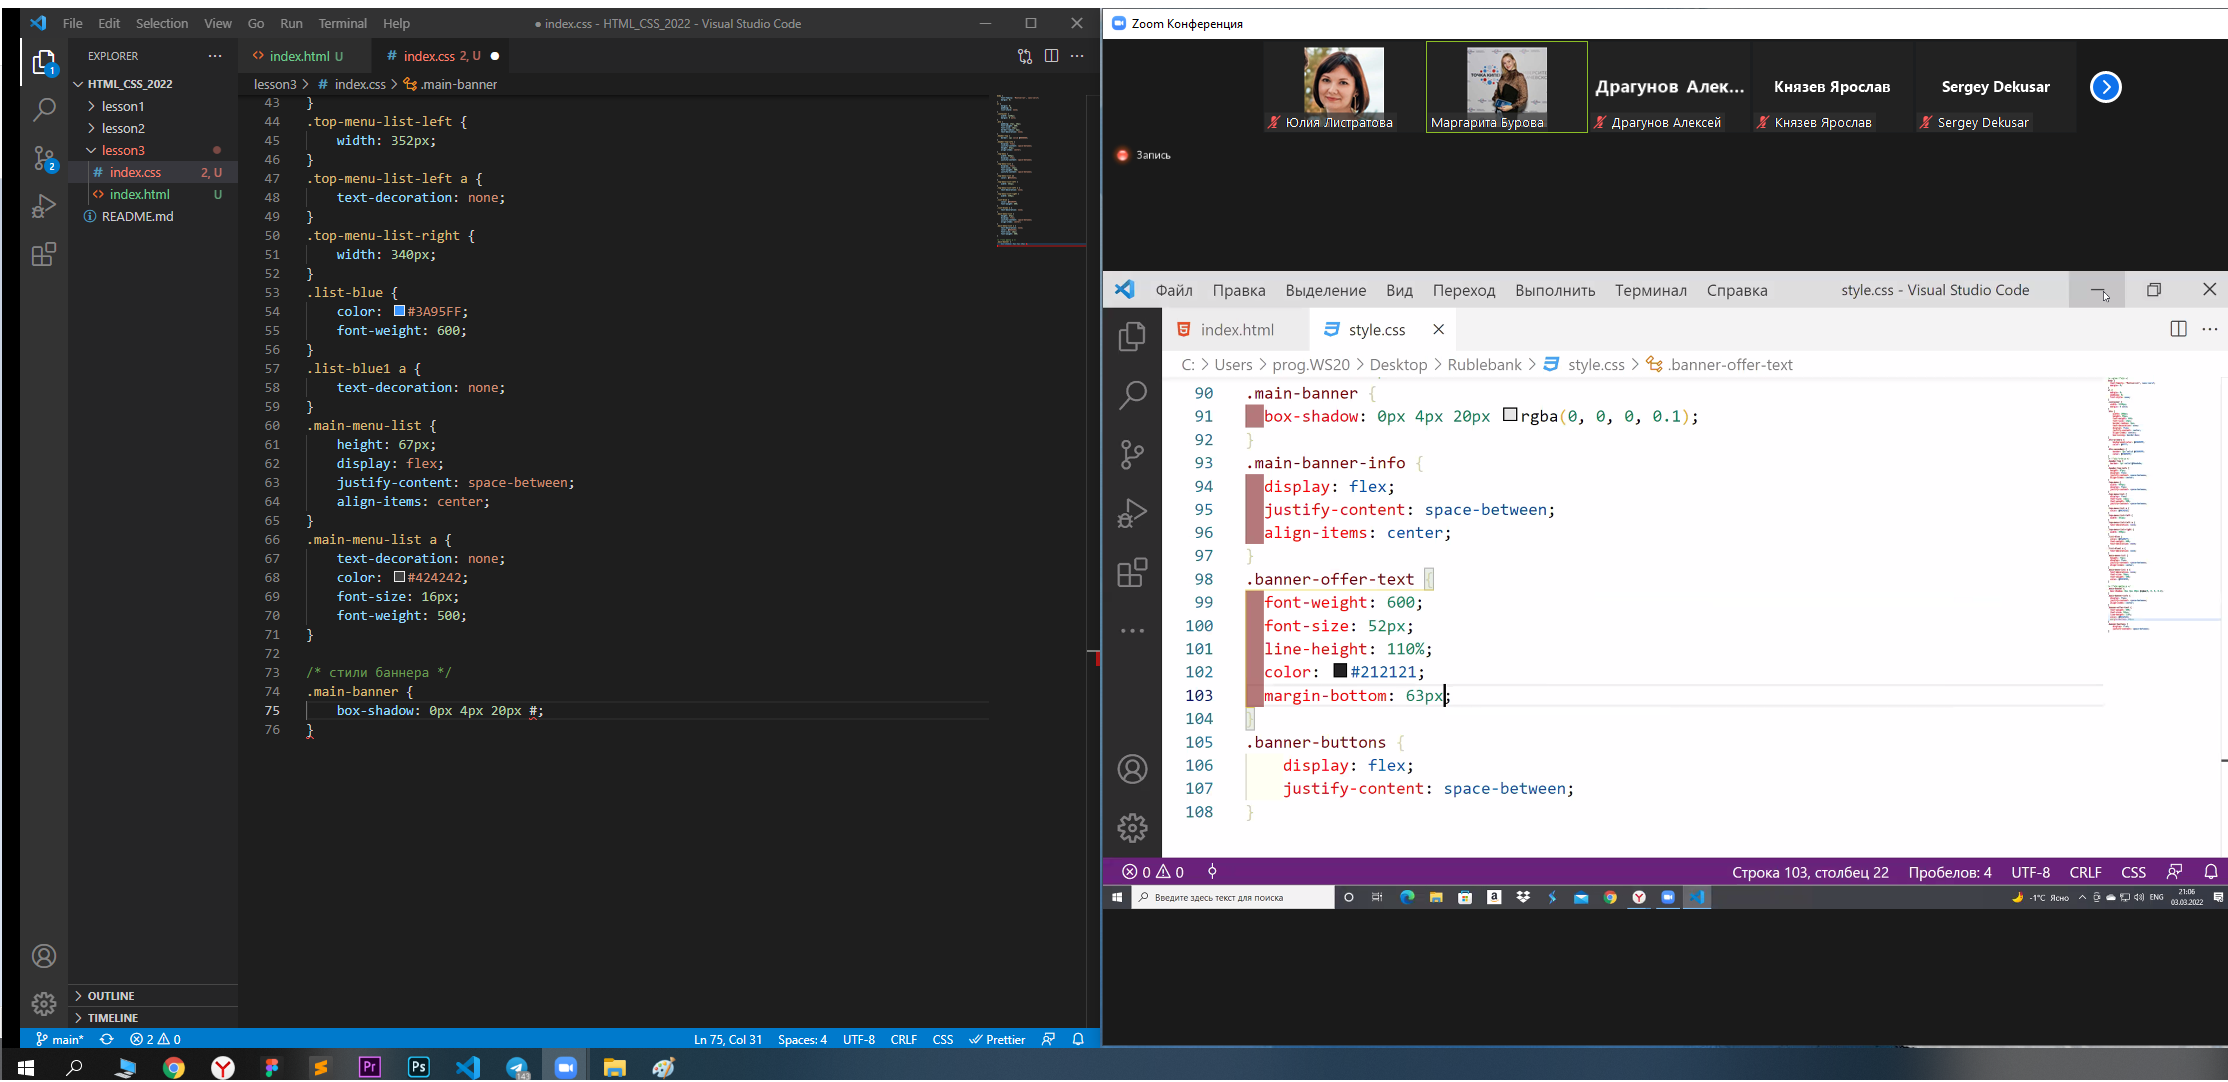 File Edit Selection View Go Run Terminal Help
● index.css - HTML_CSS_2022 - Visual Studio Code
EXPLORER
HTML_CSS_2022
lesson1
lesson2
lesson3
index.css 2, U
index.html U
README.md
OUTLINE
TIMELINE
index.html U
index.css 2, U
lesson3 > index.css > .main-banner
43 }
44 .top-menu-list-left {
45 width: 352px;
46 }
47 .top-menu-list-left a {
48 text-decoration: none;
49 }
50 .top-menu-list-right {
51 width: 340px;
52 }
53 .list-blue {
54 color: #3A95FF;
55 font-weight: 600;
56 }
57 .list-blue1 a {
58 text-decoration: none;
59 }
60 .main-menu-list {
61 height: 67px;
62 display: flex;
63 justify-content: space-between;
64 align-items: center;
65 }
66 .main-menu-list a {
67 text-decoration: none;
68 color: #424242;
69 font-size: 16px;
70 font-weight: 500;
71 }
72
73 /* стили баннера */
74 .main-banner {
75 box-shadow: 0px 4px 20px #;
76 }
main* 2 0
Ln 75, Col 31 Spaces: 4 UTF-8 CRLF CSS Prettier
Zoom Конференция
Драгунов Алек...
Князев Ярослав
Sergey Dekusar
Юлия Листратова
Маргарита Бурова
Драгунов Алексей
Князев Ярослав
Sergey Dekusar
Запись
Файл Правка Выделение Вид Переход Выполнить Терминал Справка
style.css - Visual Studio Code
index.html
style.css
C: > Users > prog.WS20 > Desktop > Rublebank > style.css > .banner-offer-text
90 .main-banner {
91 box-shadow: 0px 4px 20px rgba(0, 0, 0, 0.1);
92 }
93 .main-banner-info {
94 display: flex;
95 justify-content: space-between;
96 align-items: center;
97 }
98 .banner-offer-text {
99 font-weight: 600;
100 font-size: 52px;
101 line-height: 110%;
102 color: #212121;
103 margin-bottom: 63px;
104 }
105 .banner-buttons {
106 display: flex;
107 justify-content: space-between;
108 }
0 0
Строка 103, столбец 22 Пробелов: 4 UTF-8 CRLF CSS
Введите здесь текст для поиска
-1°C Ясно ENG
21:06
03.03.2022